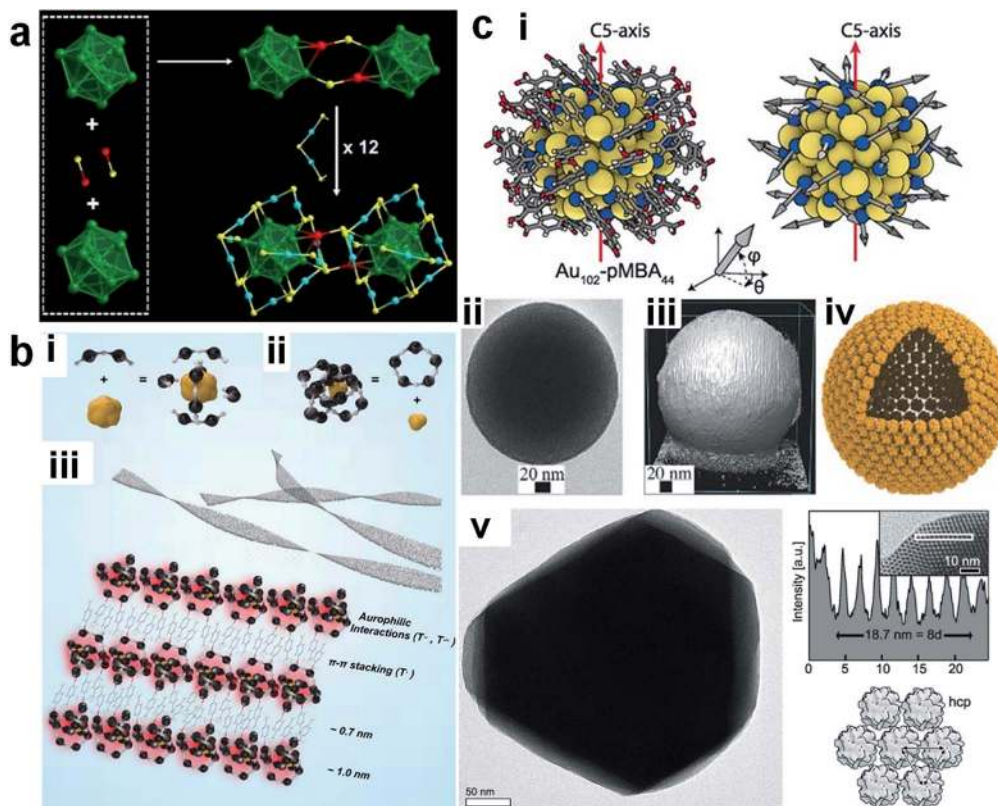 a
+
+
x 12
b
i
+
=
ii
=
+
iii
Aurophilic
Interactions (T⁻, T⁻)
π-π stacking (T⁻)
~ 0.7 nm
~ 1.0 nm
c
i
C5-axis
C5-axis
Au₁₀₂-pMBA₄₄
φ
θ
ii
20 nm
iii
20 nm
iv
v
50 nm
Intensity [a.u.]
10 nm
18.7 nm = 8d
0 5 10 15 20
hcp